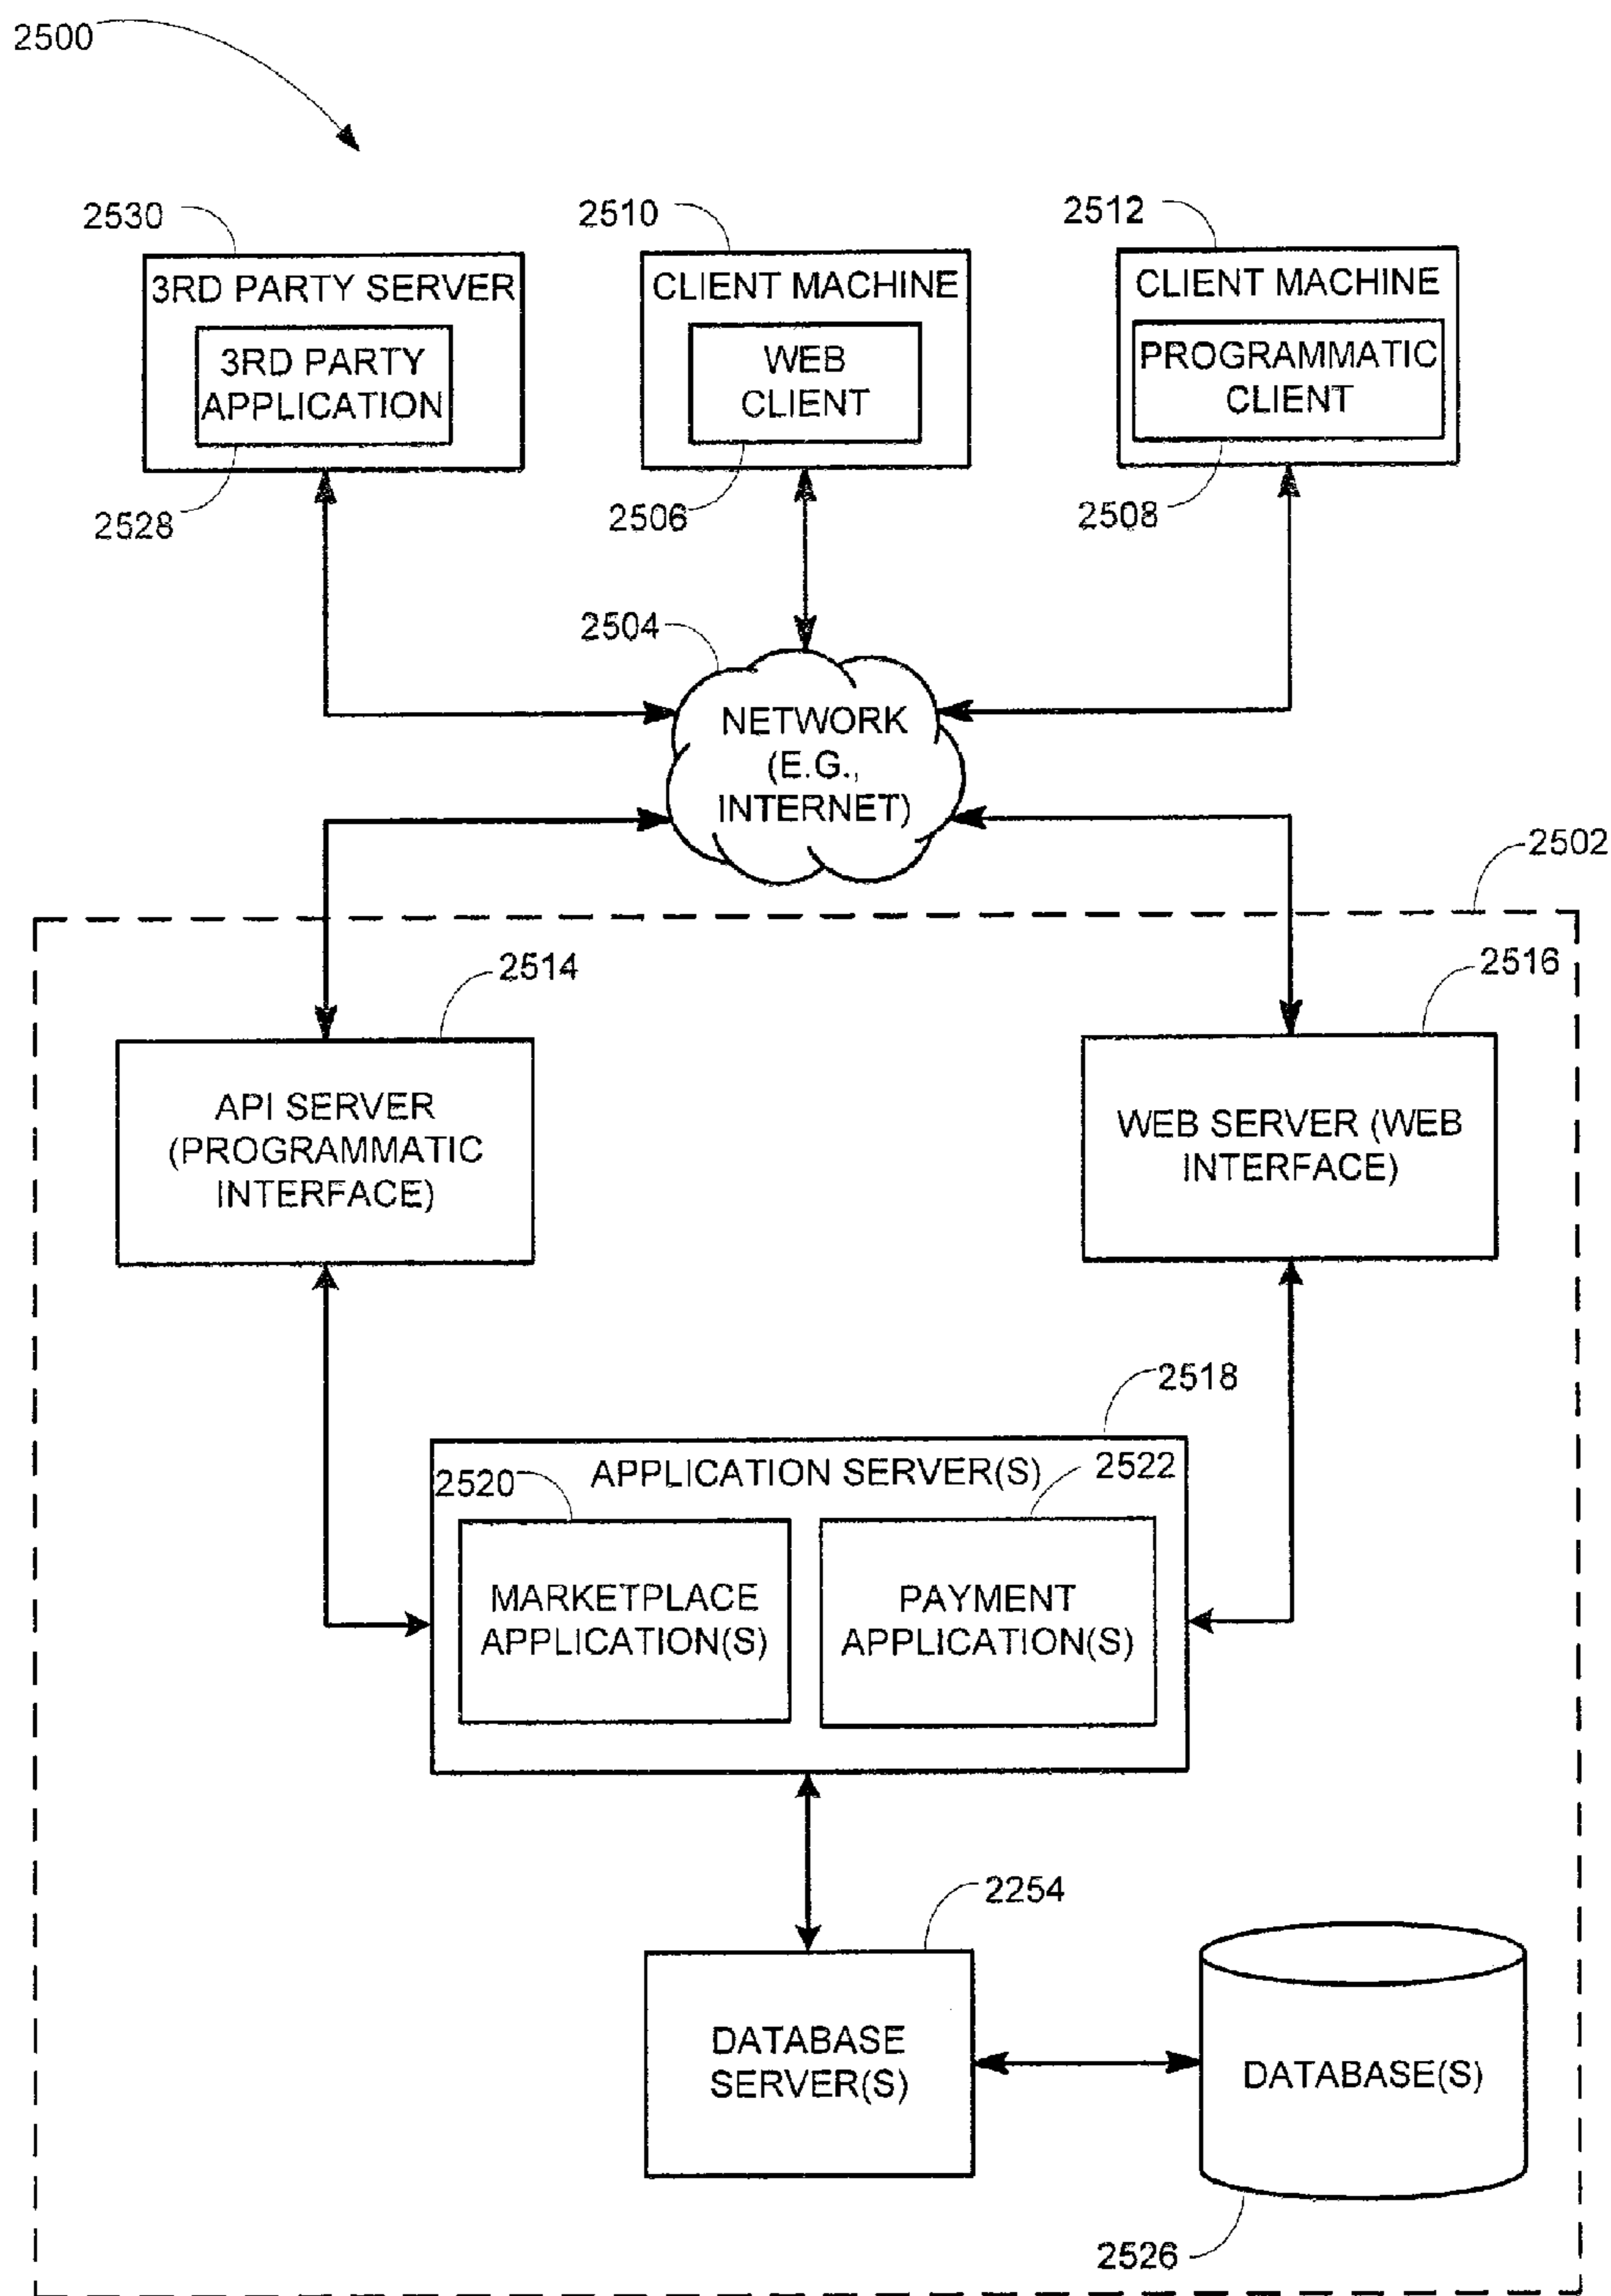 2500
2530
2510
2512
3RD PARTY SERVER
3RD PARTY
APPLICATION
CLIENT MACHINE
WEB
CLIENT
CLIENT MACHINE
PROGRAMMATIC
CLIENT
2528
2506
2508
2504
NETWORK
(E.G.,
INTERNET)
2502
2514
2516
API SERVER
(PROGRAMMATIC
INTERFACE)
WEB SERVER (WEB
INTERFACE)
2518
APPLICATION SERVER(S)
2520
2522
MARKETPLACE
APPLICATION(S)
PAYMENT
APPLICATION(S)
2254
DATABASE
SERVER(S)
DATABASE(S)
2526